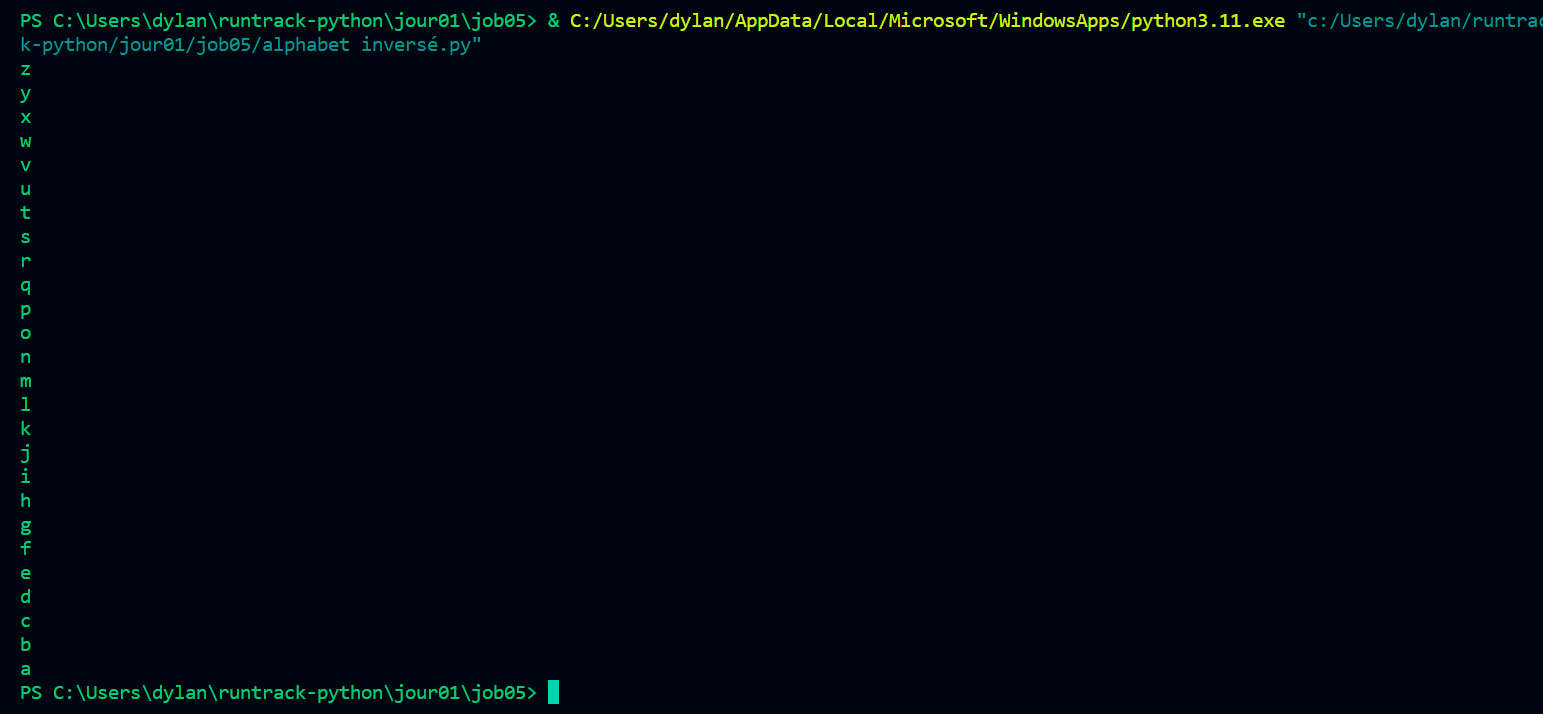 PS C:\Users\dylan\runtrack-python\jour01\job05> & C:/Users/dylan/AppData/Local/Microsoft/WindowsApps/python3.11.exe "c:/Users/dylan/runtrac
k-python/jour01/job05/alphabet inversé.py"
z
y
x
w
v
u
t
s
r
q
p
o
n
m
l
k
j
i
h
g
f
e
d
c
b
a
PS C:\Users\dylan\runtrack-python\jour01\job05>